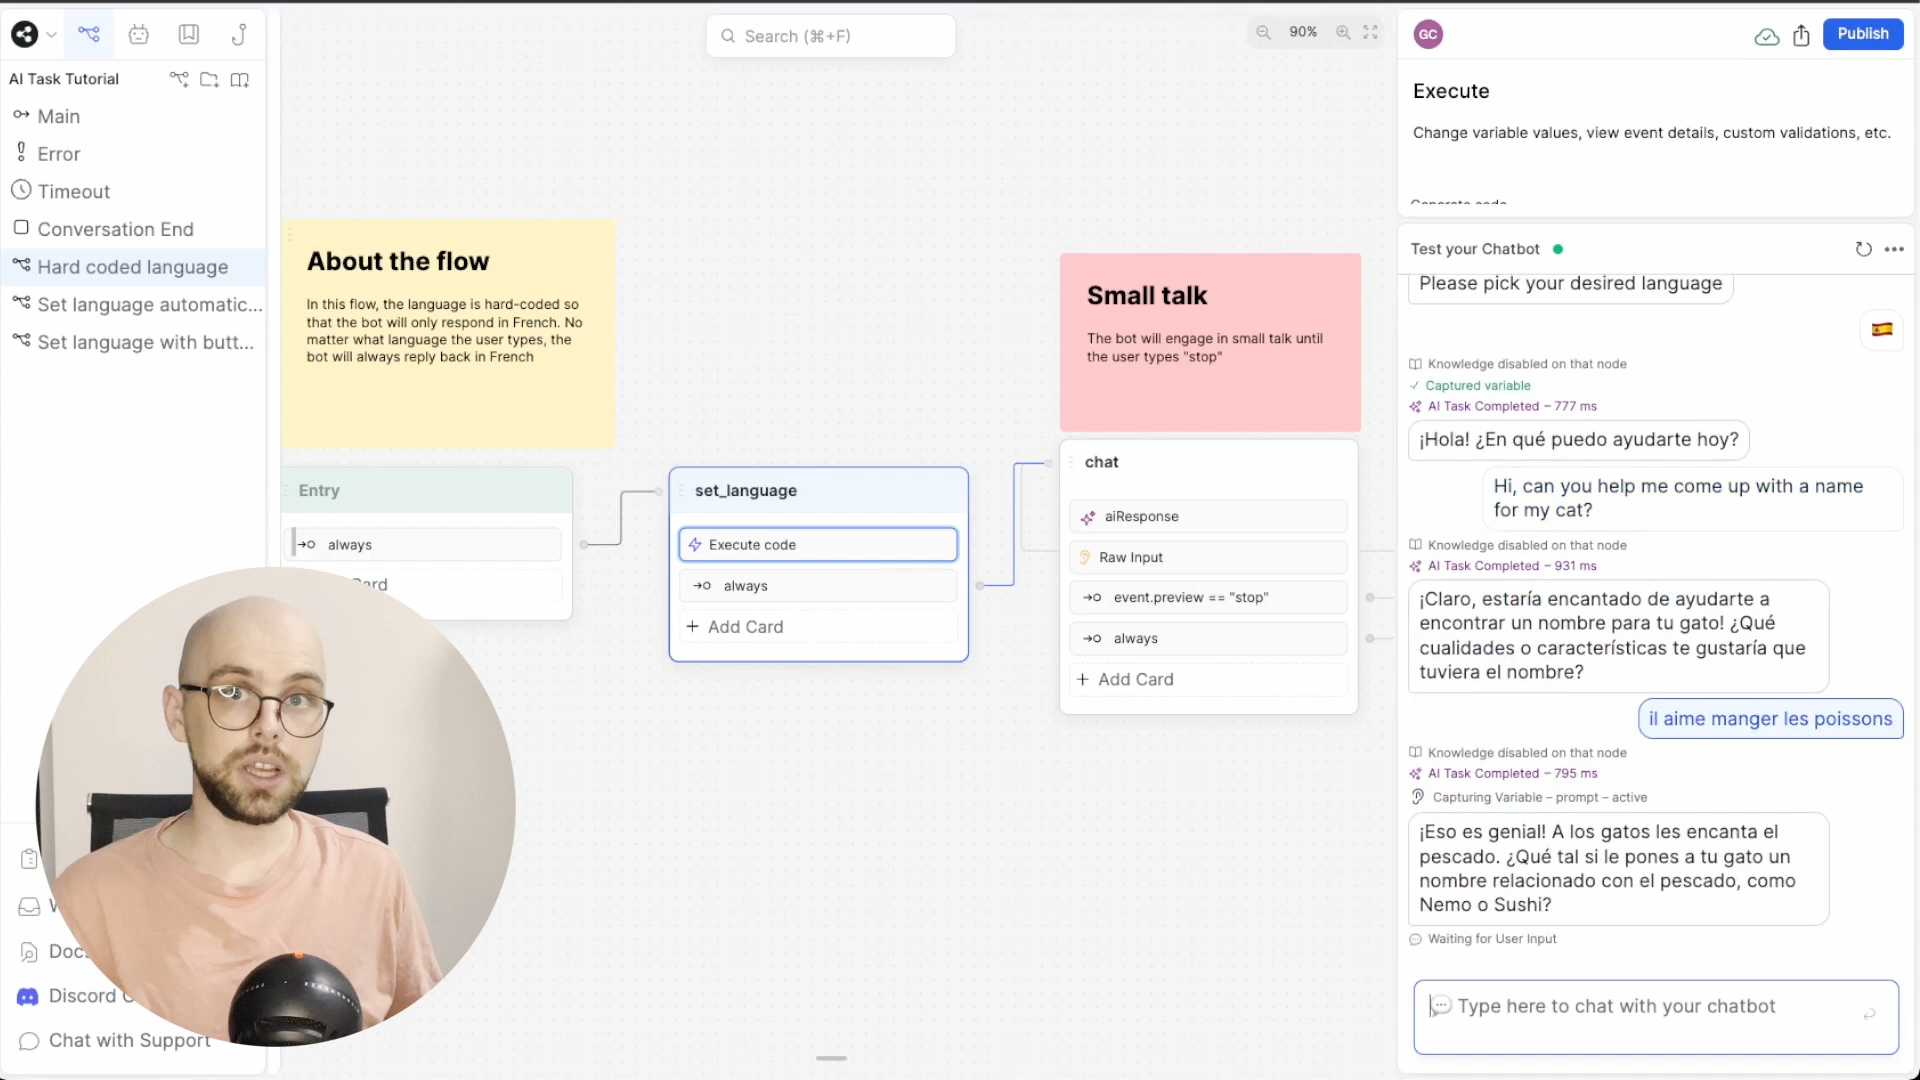 Search (⌘+F)
90%
GC
Publish
AI Task Tutorial
Main
Error
Timeout
Conversation End
Hard coded language
Set language automatic...
Set language with butt...
Discord
Chat with Support
About the flow
In this flow, the language is hard-coded so
that the bot will only respond in French. No
matter what language the user types, the
bot will always reply back in French
Entry
always
set_language
Execute code
always
Add Card
Small talk
The bot will engage in small talk until
the user types "stop"
chat
aiResponse
Raw Input
event.preview == "stop"
always
Add Card
Execute
Change variable values, view event details, custom validations, etc.
Test your Chatbot
Please pick your desired language
Knowledge disabled on that node
Captured variable
AI Task Completed – 777 ms
¡Hola! ¿En qué puedo ayudarte hoy?
Hi, can you help me come up with a name
for my cat?
Knowledge disabled on that node
AI Task Completed – 931 ms
¡Claro, estaría encantado de ayudarte a
encontrar un nombre para tu gato! ¿Qué
cualidades o características te gustaría que
tuviera el nombre?
il aime manger les poissons
Knowledge disabled on that node
AI Task Completed – 795 ms
Capturing Variable – prompt – active
¡Eso es genial! A los gatos les encanta el
pescado. ¿Qué tal si le pones a tu gato un
nombre relacionado con el pescado, como
Nemo o Sushi?
Waiting for User Input
Type here to chat with your chatbot